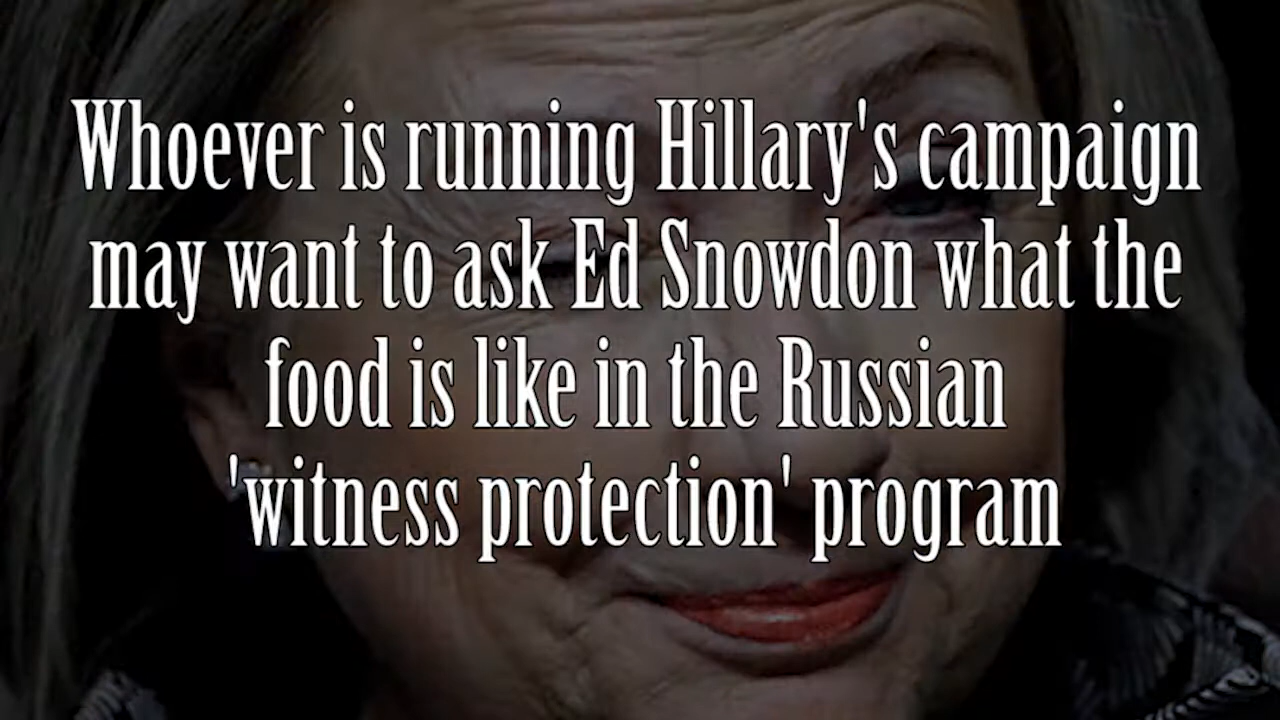 Whoever is running Hillary's campaign
may want to ask Ed Snowdon what the
food is like in the Russian
'witness protection' program